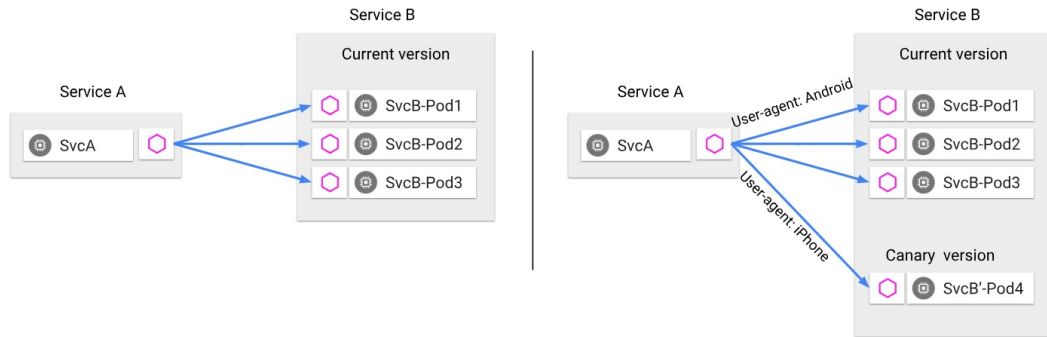 Service B
Current version
Service A
SvcA
SvcB-Pod1
SvcB-Pod2
SvcB-Pod3
Service B
Current version
Service A
SvcA
User-agent: Android
User-agent: iPhone
SvcB-Pod1
SvcB-Pod2
SvcB-Pod3
Canary version
SvcB’-Pod4